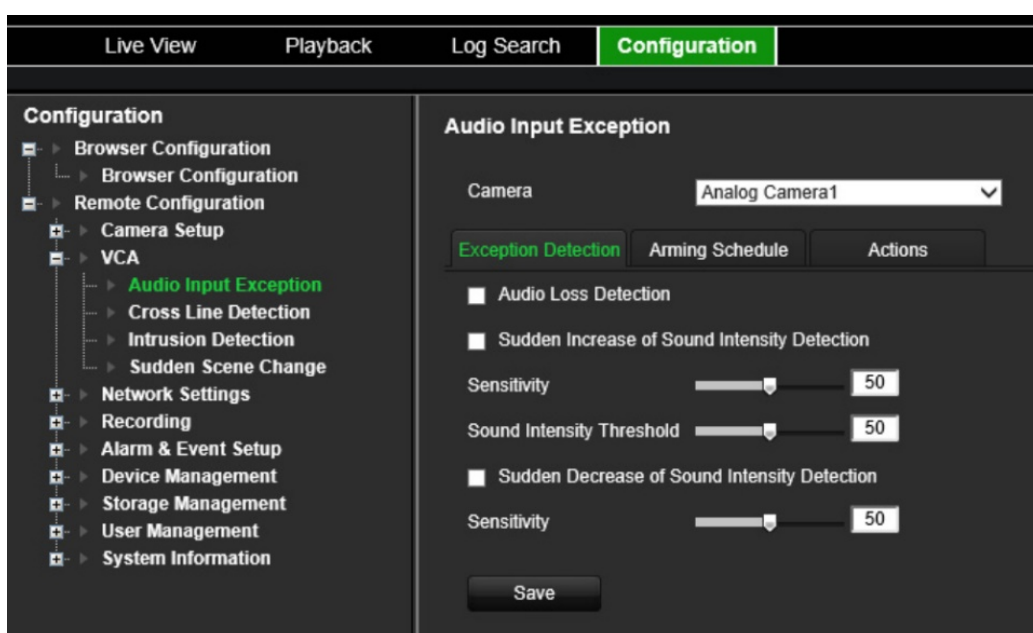 Live View Playback Log Search Configuration
Configuration
Browser Configuration
Browser Configuration
Remote Configuration
Camera Setup
VCA
Audio Input Exception
Cross Line Detection
Intrusion Detection
Sudden Scene Change
Network Settings
Recording
Alarm & Event Setup
Device Management
Storage Management
User Management
System Information
Audio Input Exception
Camera Analog Camera1
Exception Detection Arming Schedule Actions
Audio Loss Detection
Sudden Increase of Sound Intensity Detection
Sensitivity 50
Sound Intensity Threshold 50
Sudden Decrease of Sound Intensity Detection
Sensitivity 50
Save